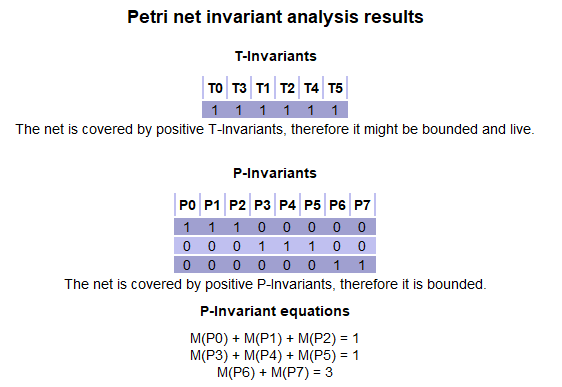 Petri net invariant analysis results
T-Invariants
T0 T3 T1 T2 T4 T5
1 1 1 1 1 1
The net is covered by positive T-Invariants, therefore it might be bounded and live.
P-Invariants
P0 P1 P2 P3 P4 P5 P6 P7
1 1 1 0 0 0 0 0
0 0 0 1 1 1 0 0
0 0 0 0 0 0 1 1
The net is covered by positive P-Invariants, therefore it is bounded.
P-Invariant equations
M(P0) + M(P1) + M(P2) = 1
M(P3) + M(P4) + M(P5) = 1
M(P6) + M(P7) = 3